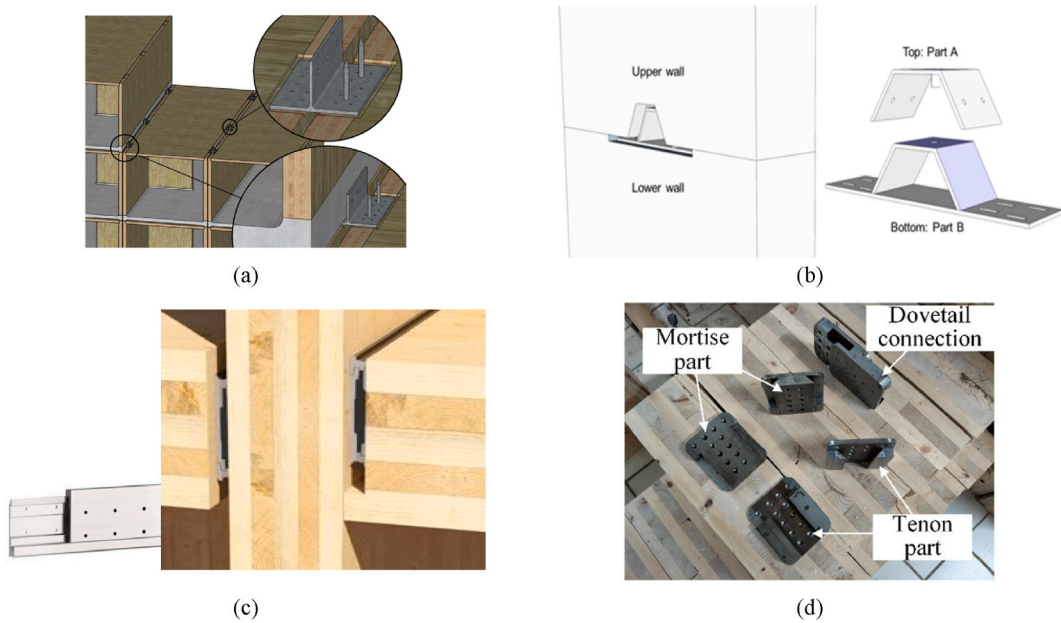 (a)
Upper wall
Lower wall
Top: Part A
Bottom: Part B
(b)
(c)
Mortise
part
Dovetail
connection
Tenon
part
(d)